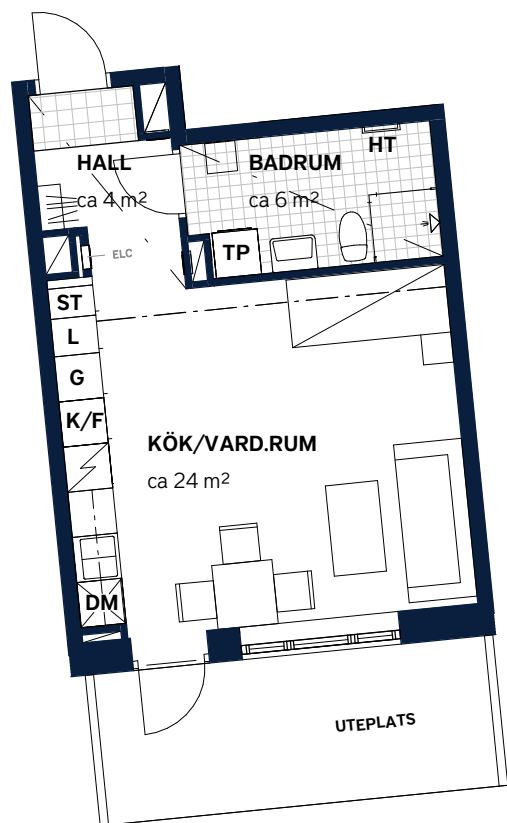 HALL
ca 4 m²
BADRUM
ca 6 m²
HT
ELC
TP
ST
L
G
K/F
KÖK/VARD.RUM
ca 24 m²
DM
UTEPLATS